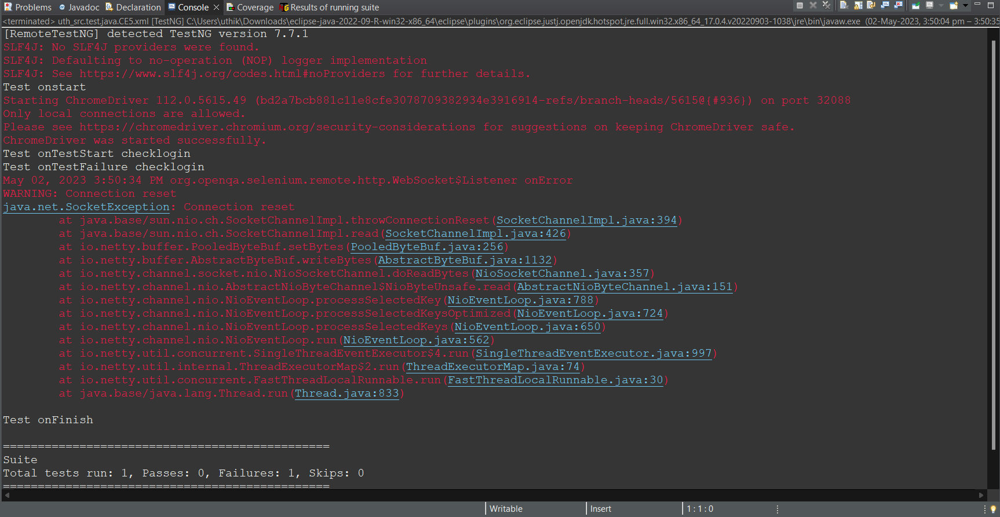 Problems @ Javadoc Declaration Console Coverage Results of running suite
<terminated> uth_src.test.java.CE5.xml [TestNG] C:\Users\uthik\Downloads\eclipse-java-2022-09-R-win32-x86_64\eclipse\plugins\org.eclipse.justj.openjdk.hotspot.jre.full.win32.x86_64_17.0.4.v20220903-1038\jre\bin\javaw.exe (02-May-2023, 3:50:04 pm – 3:50:35
[RemoteTestNG] detected TestNG version 7.7.1
SLF4J: No SLF4J providers were found.
SLF4J: Defaulting to no-operation (NOP) logger implementation
SLF4J: See https://www.slf4j.org/codes.html#noProviders for further details.
Test onstart
Starting ChromeDriver 112.0.5615.49 (bd2a7bcb881c11e8cfe3078709382934e3916914-refs/branch-heads/5615@{#936}) on port 32088
Only local connections are allowed.
Please see https://chromedriver.chromium.org/security-considerations for suggestions on keeping ChromeDriver safe.
ChromeDriver was started successfully.
Test onTestStart checklogin
Test onTestFailure checklogin
May 02, 2023 3:50:34 PM org.openqa.selenium.remote.http.WebSocket$Listener onError
WARNING: Connection reset
java.net.SocketException: Connection reset
at java.base/sun.nio.ch.SocketChannelImpl.throwConnectionReset(SocketChannelImpl.java:394)
at java.base/sun.nio.ch.SocketChannelImpl.read(SocketChannelImpl.java:426)
at io.netty.buffer.PooledByteBuf.setBytes(PooledByteBuf.java:256)
at io.netty.buffer.AbstractByteBuf.writeBytes(AbstractByteBuf.java:1132)
at io.netty.channel.socket.nio.NioSocketChannel.doReadBytes(NioSocketChannel.java:357)
at io.netty.channel.nio.AbstractNioByteChannel$NioByteUnsafe.read(AbstractNioByteChannel.java:151)
at io.netty.channel.nio.NioEventLoop.processSelectedKey(NioEventLoop.java:788)
at io.netty.channel.nio.NioEventLoop.processSelectedKeysOptimized(NioEventLoop.java:724)
at io.netty.channel.nio.NioEventLoop.processSelectedKeys(NioEventLoop.java:650)
at io.netty.channel.nio.NioEventLoop.run(NioEventLoop.java:562)
at io.netty.util.concurrent.SingleThreadEventExecutor$4.run(SingleThreadEventExecutor.java:997)
at io.netty.util.internal.ThreadExecutorMap$2.run(ThreadExecutorMap.java:74)
at io.netty.util.concurrent.FastThreadLocalRunnable.run(FastThreadLocalRunnable.java:30)
at java.base/java.lang.Thread.run(Thread.java:833)
Test onFinish
===============================================
Suite
Total tests run: 1, Passes: 0, Failures: 1, Skips: 0
===============================================
Writable Insert 1 : 1 : 0